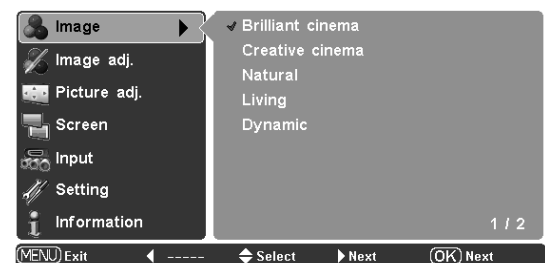 Image
Image adj.
Picture adj.
Screen
Input
Setting
Information
Brilliant cinema
Creative cinema
Natural
Living
Dynamic
1 / 2
MENU Exit ----- Select Next OK Next